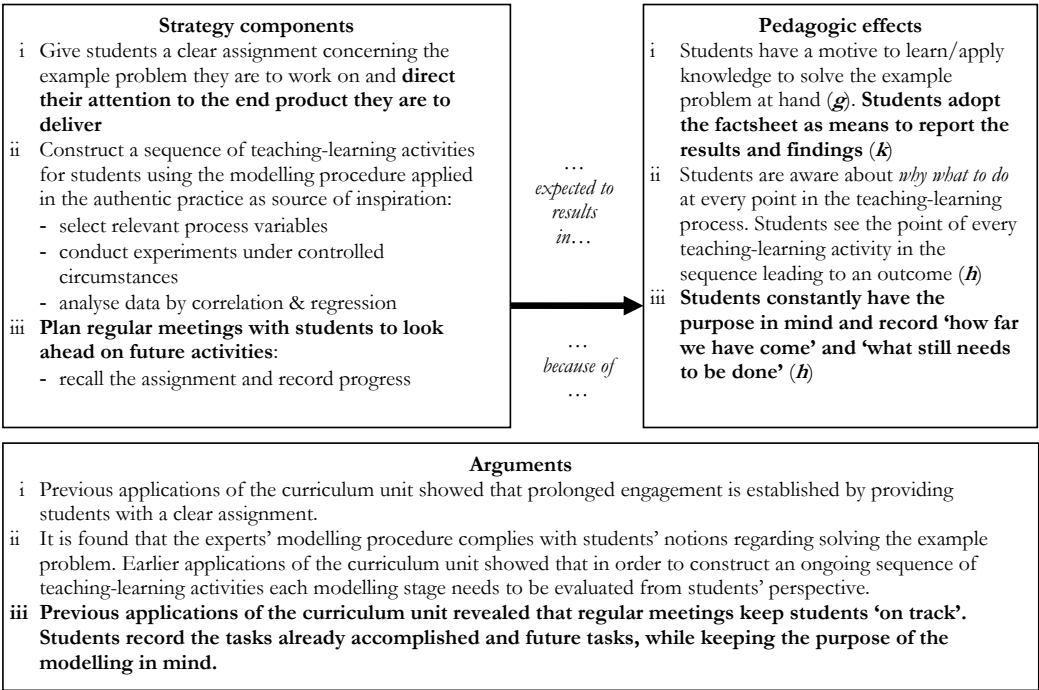 Strategy components
i Give students a clear assignment concerning the
example problem they are to work on and direct
their attention to the end product they are to
deliver
ii Construct a sequence of teaching-learning activities
for students using the modelling procedure applied
in the authentic practice as source of inspiration:
- select relevant process variables
- conduct experiments under controlled
circumstances
- analyse data by correlation & regression
iii Plan regular meetings with students to look
ahead on future activities:
- recall the assignment and record progress
…
expected to
results
in…
…
because of
…
Pedagogic effects
i Students have a motive to learn/apply
knowledge to solve the example
problem at hand (g). Students adopt
the factsheet as means to report the
results and findings (k)
ii Students are aware about why what to do
at every point in the teaching-learning
process. Students see the point of every
teaching-learning activity in the
sequence leading to an outcome (h)
iii Students constantly have the
purpose in mind and record ‘how far
we have come’ and ‘what still needs
to be done’ (h)
Arguments
i Previous applications of the curriculum unit showed that prolonged engagement is established by providing
students with a clear assignment.
ii It is found that the experts’ modelling procedure complies with students’ notions regarding solving the example
problem. Earlier applications of the curriculum unit showed that in order to construct an ongoing sequence of
teaching-learning activities each modelling stage needs to be evaluated from students’ perspective.
iii Previous applications of the curriculum unit revealed that regular meetings keep students ‘on track’.
Students record the tasks already accomplished and future tasks, while keeping the purpose of the
modelling in mind.